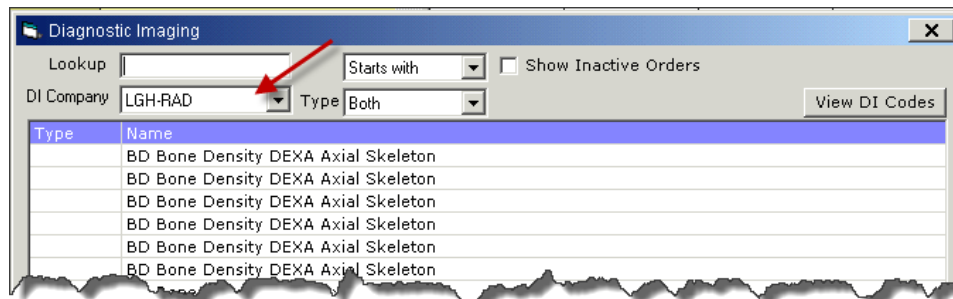 Diagnostic Imaging
Lookup Starts with Show Inactive Orders
DI Company LGH-RAD Type Both View DI Codes
Type Name
BD Bone Density DEXA Axial Skeleton
BD Bone Density DEXA Axial Skeleton
BD Bone Density DEXA Axial Skeleton
BD Bone Density DEXA Axial Skeleton
BD Bone Density DEXA Axial Skeleton
BD Bone Density DEXA Axial Skeleton